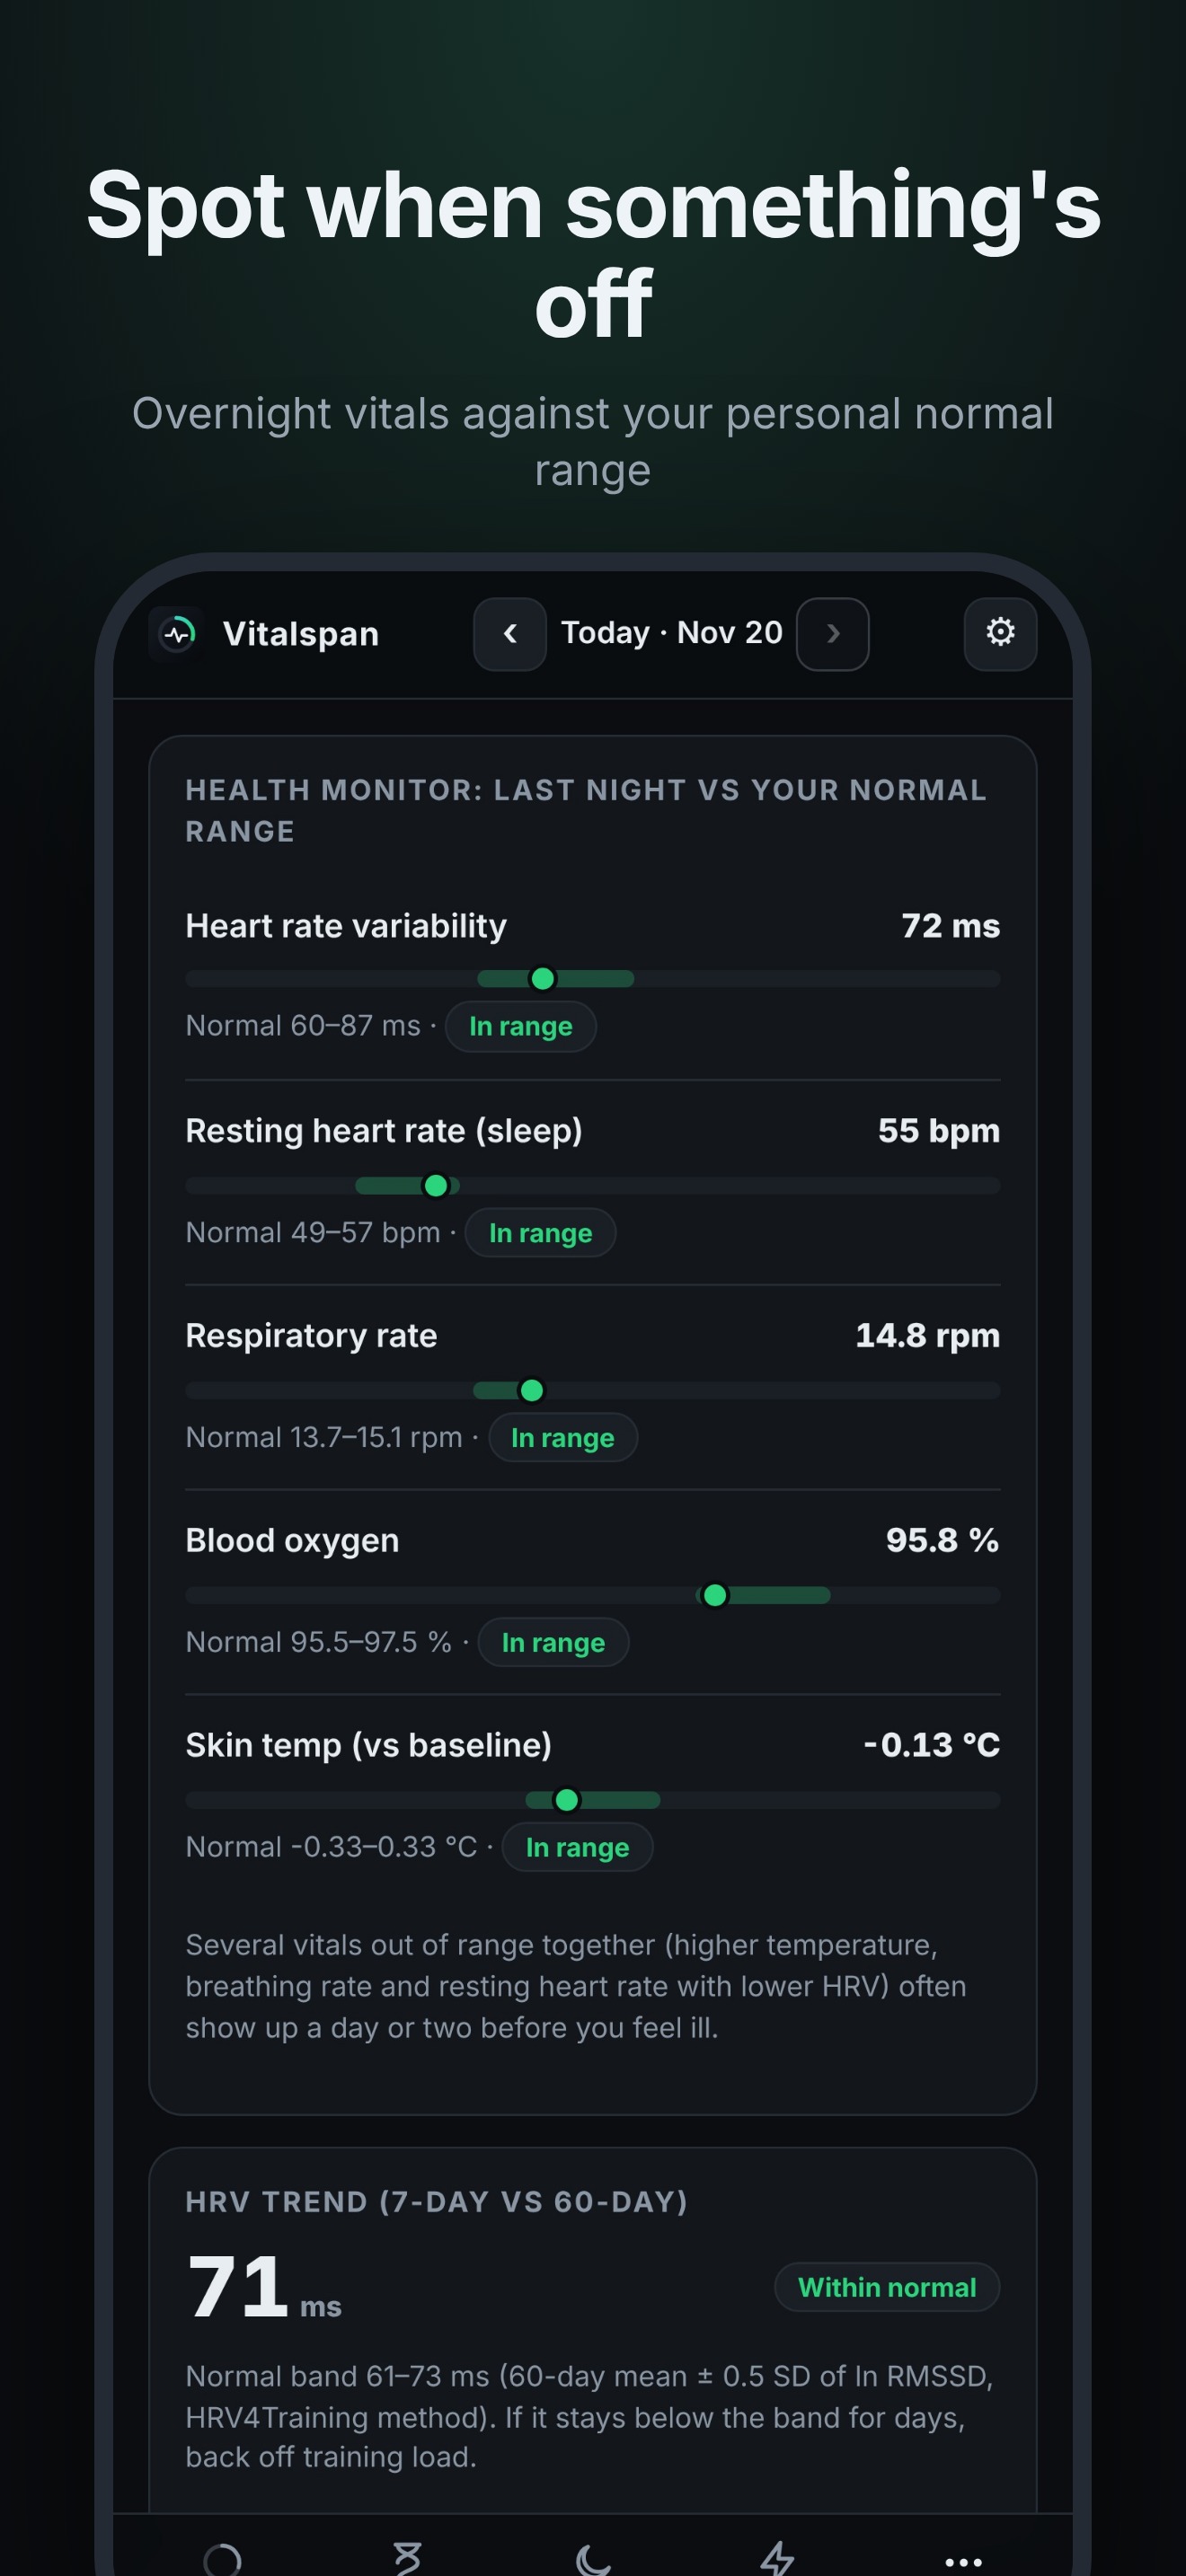 Spot when something's
off
Overnight vitals against your personal normal
range
Vitalspan
‹ Today · Nov 20 ›
HEALTH MONITOR: LAST NIGHT VS YOUR NORMAL
RANGE
Heart rate variability 72 ms
Normal 60–87 ms · In range
Resting heart rate (sleep) 55 bpm
Normal 49–57 bpm · In range
Respiratory rate 14.8 rpm
Normal 13.7–15.1 rpm · In range
Blood oxygen 95.8 %
Normal 95.5–97.5 % · In range
Skin temp (vs baseline) -0.13 °C
Normal -0.33–0.33 °C · In range
Several vitals out of range together (higher temperature,
breathing rate and resting heart rate with lower HRV) often
show up a day or two before you feel ill.
HRV TREND (7-DAY VS 60-DAY)
71 ms Within normal
Normal band 61–73 ms (60-day mean ± 0.5 SD of ln RMSSD,
HRV4Training method). If it stays below the band for days,
back off training load.